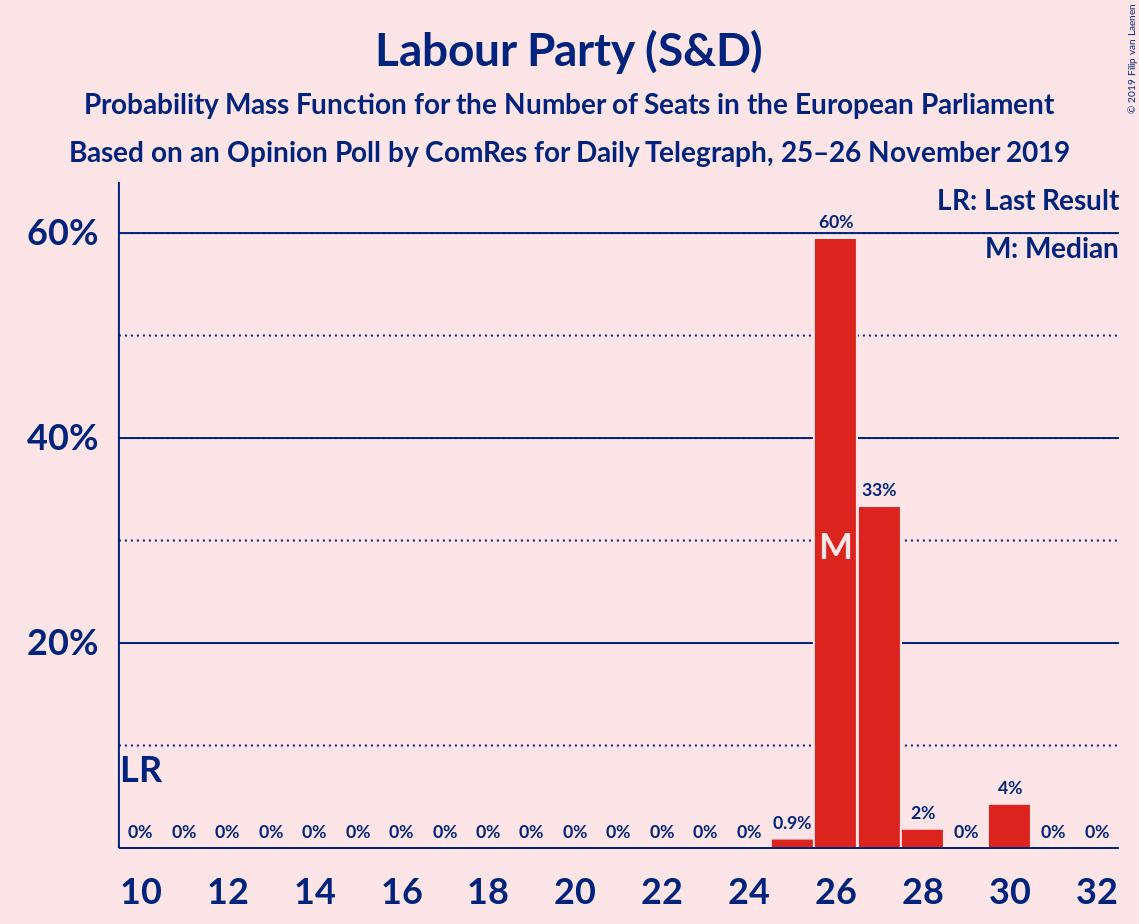 Labour Party (S&D)
Probability Mass Function for the Number of Seats in the European Parliament
Based on an Opinion Poll by ComRes for Daily Telegraph, 25–26 November 2019
© 2019 Filip van Laenen
LR: Last Result
M: Median
60%
40%
20%
60%
33%
M
LR
0% 0% 0% 0% 0% 0% 0% 0% 0% 0% 0% 0% 0% 0% 0% 0.9% 2% 0% 4% 0% 0%
10 12 14 16 18 20 22 24 26 28 30 32